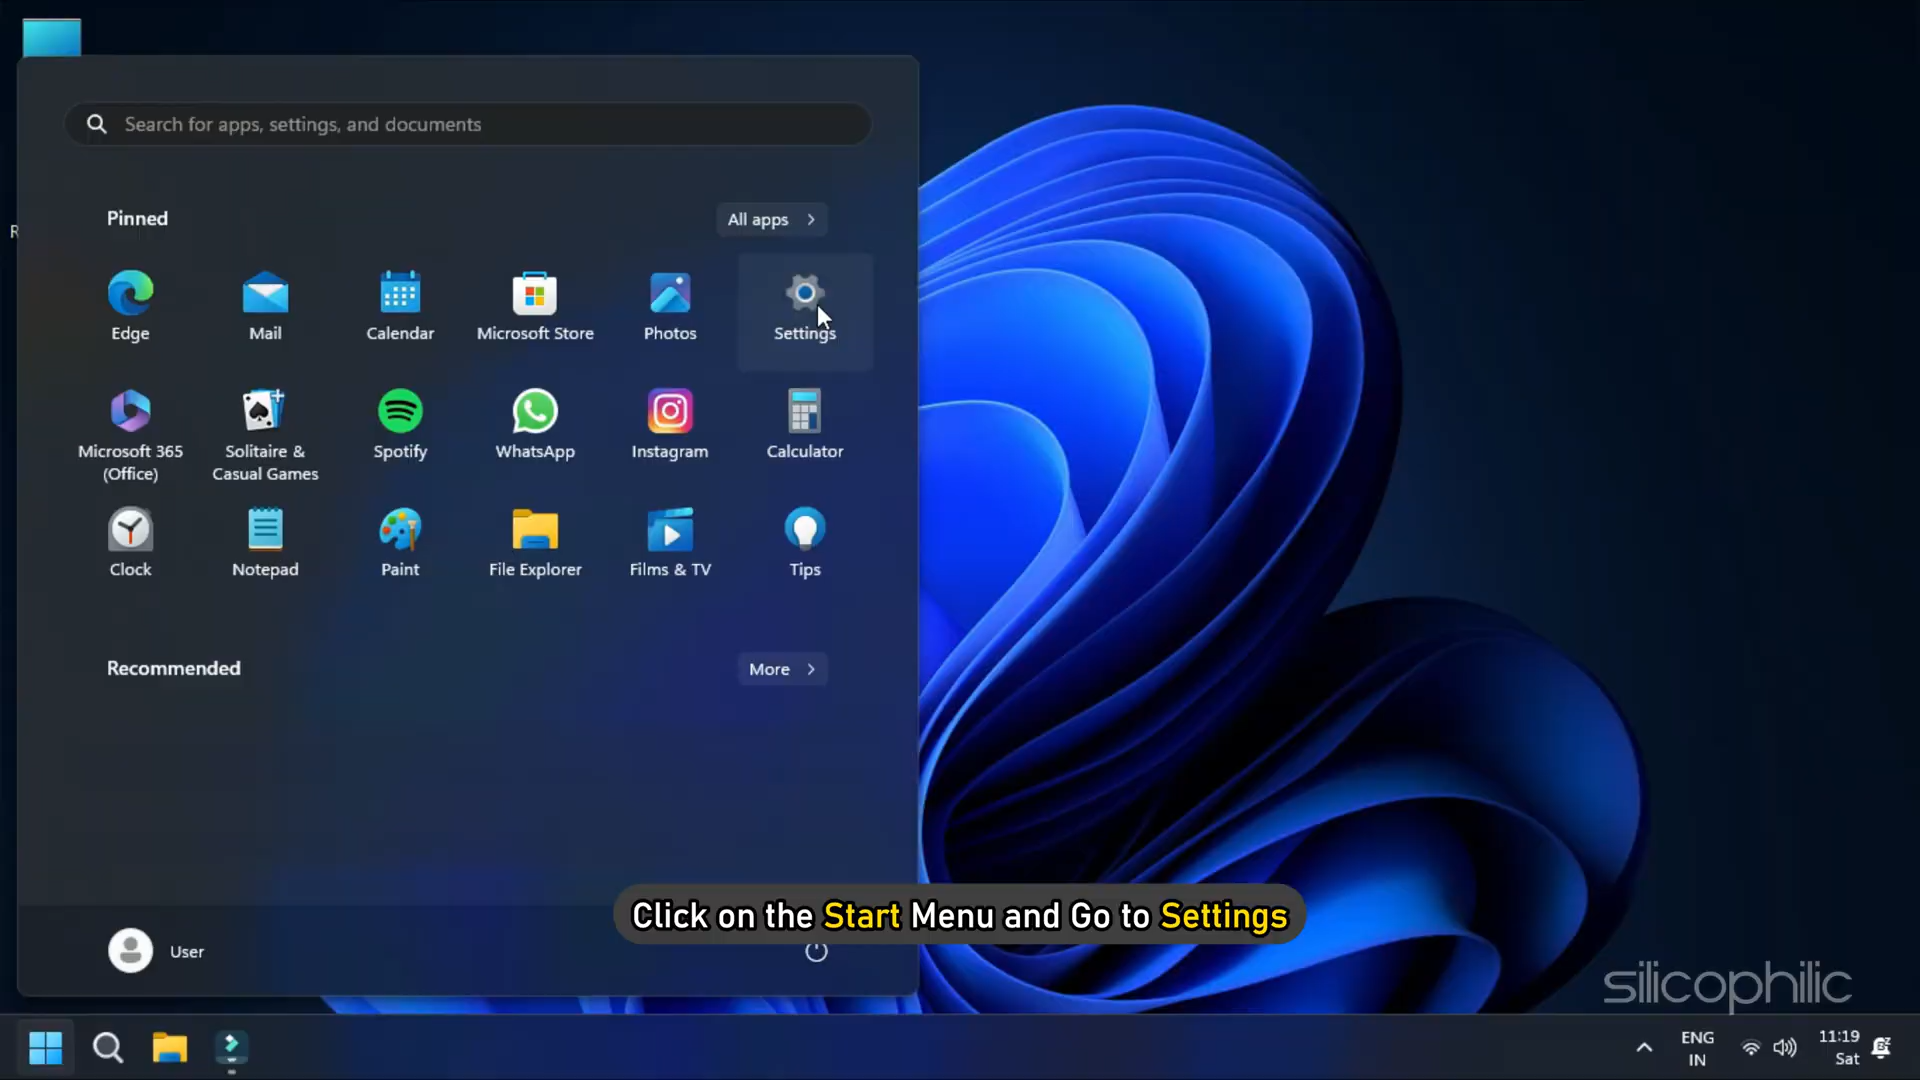 Search for apps, settings, and documents
Pinned
All apps
R
Edge
Mail
Calendar
Microsoft Store
Photos
Settings
Microsoft 365
(Office)
Solitaire &
Casual Games
Spotify
WhatsApp
Instagram
Calculator
Clock
Notepad
Paint
File Explorer
Films & TV
Tips
Recommended
More
Click on the Start Menu and Go to Settings
User
silicophilic
ENG
IN
11:19
Sat